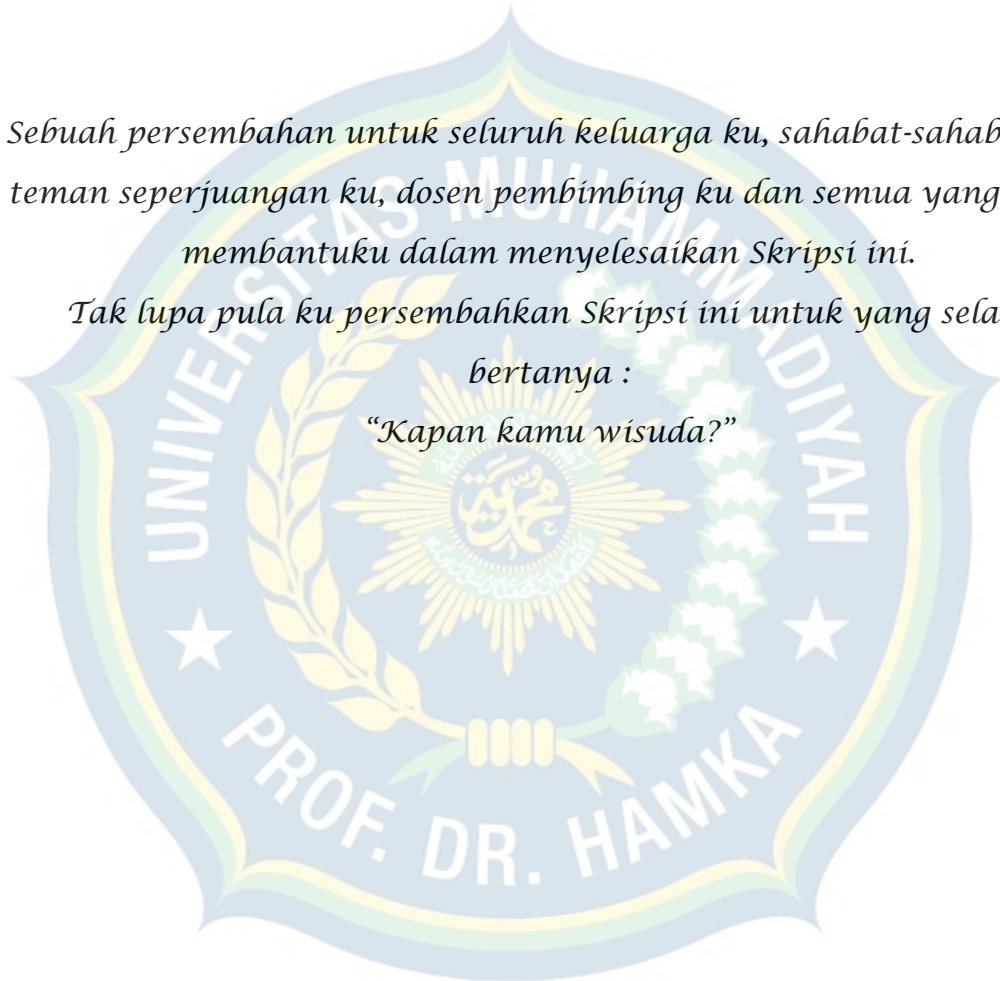 Sebuah persembahan untuk seluruh keluarga ku, sahabat-sahab
teman seperjuangan ku, dosen pembimbing ku dan semua yang
membantuku dalam menyelesaikan Skripsi ini.
Tak lupa pula ku persembahkan Skripsi ini untuk yang sela
bertanya :
“Kapan kamu wisuda?”
UNIVERSITAS MUHAMMADIYAH
PROF. DR. HAMKA